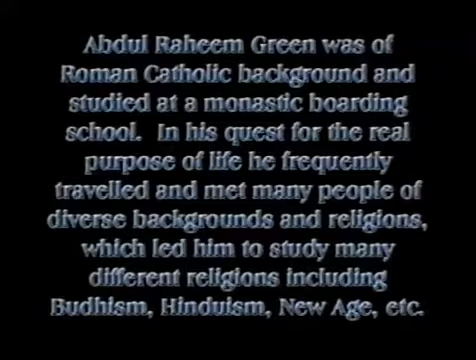 Abdul Raheem Green was of
Roman Catholic background and
studied at a monastic boarding
school.  In his quest for the real
purpose of life he frequently
travelled and met many people of
diverse backgrounds and religions,
which led him to study many
different religions including
Budhism, Hinduism, New Age, etc.